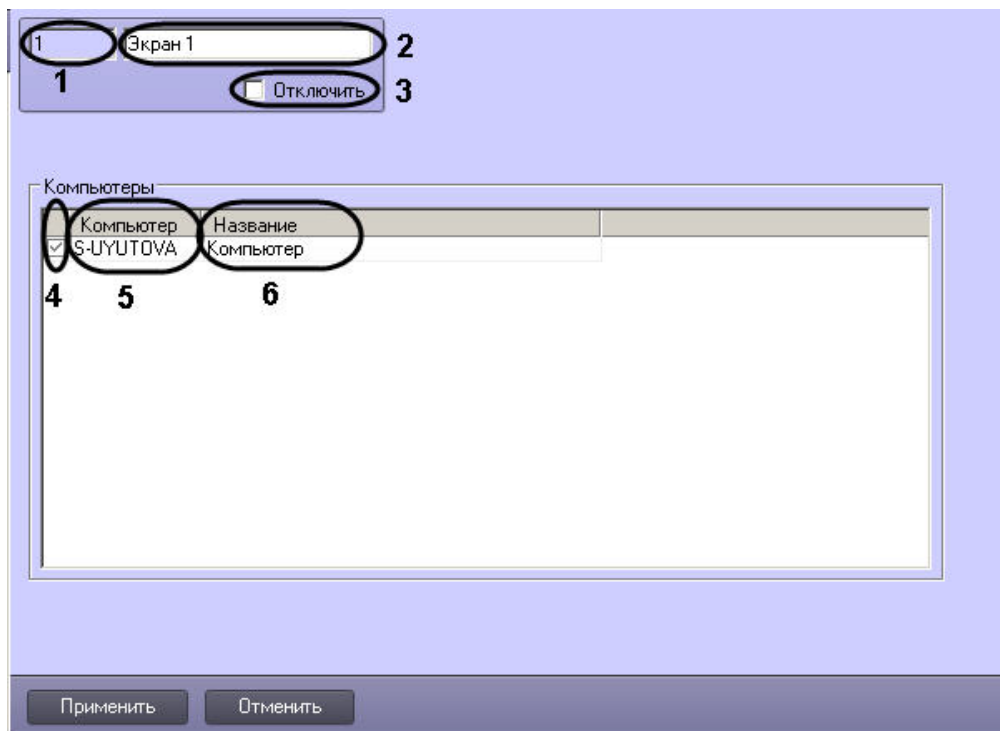 1 Экран 1 2
1 Отключить 3
Компьютеры
Компьютер Название
S-UYUTOVA Компьютер
4 5 6
Применить Отменить